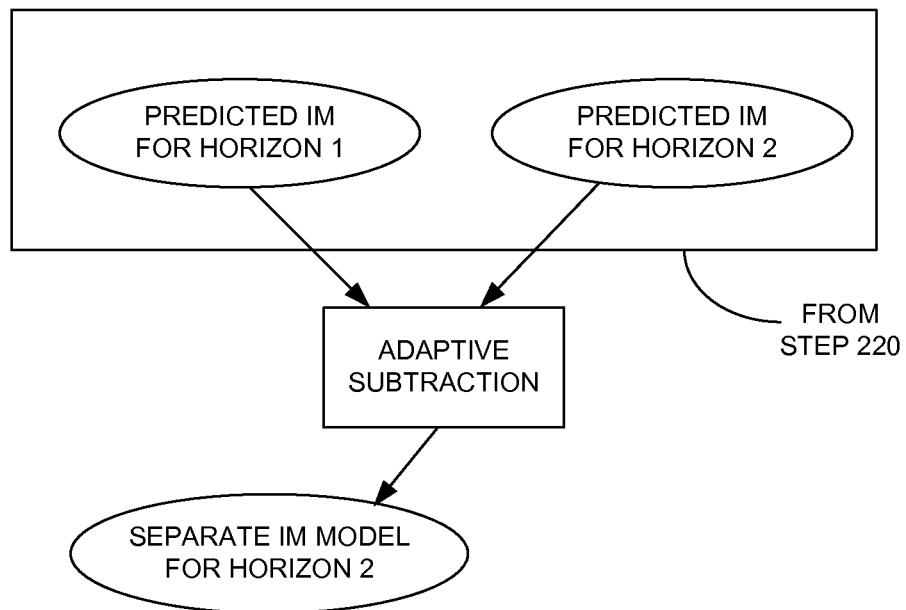 PREDICTED IM
FOR HORIZON 1
PREDICTED IM
FOR HORIZON 2
FROM
STEP 220
ADAPTIVE
SUBTRACTION
SEPARATE IM MODEL
FOR HORIZON 2